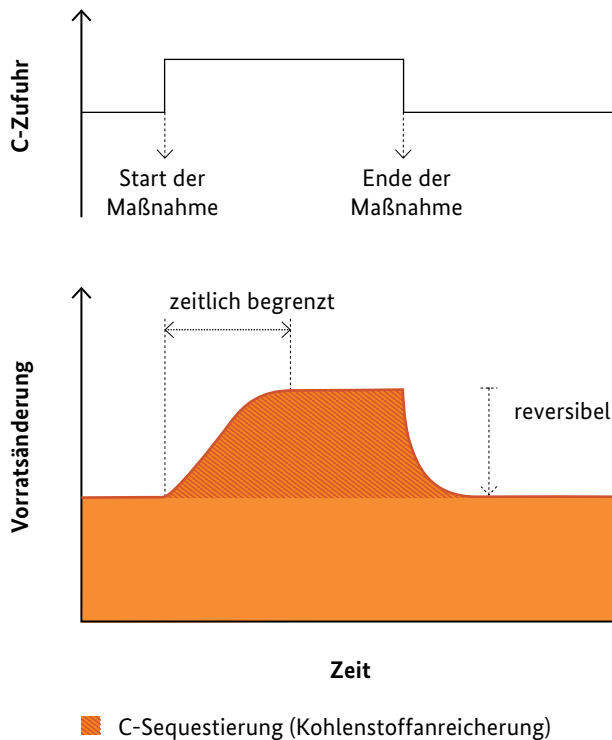 C-Zufuhr
Start der
Maßnahme
Ende der
Maßnahme
zeitlich begrenzt
Vorratsänderung
reversibel
Zeit
C-Sequestierung (Kohlenstoffanreicherung)